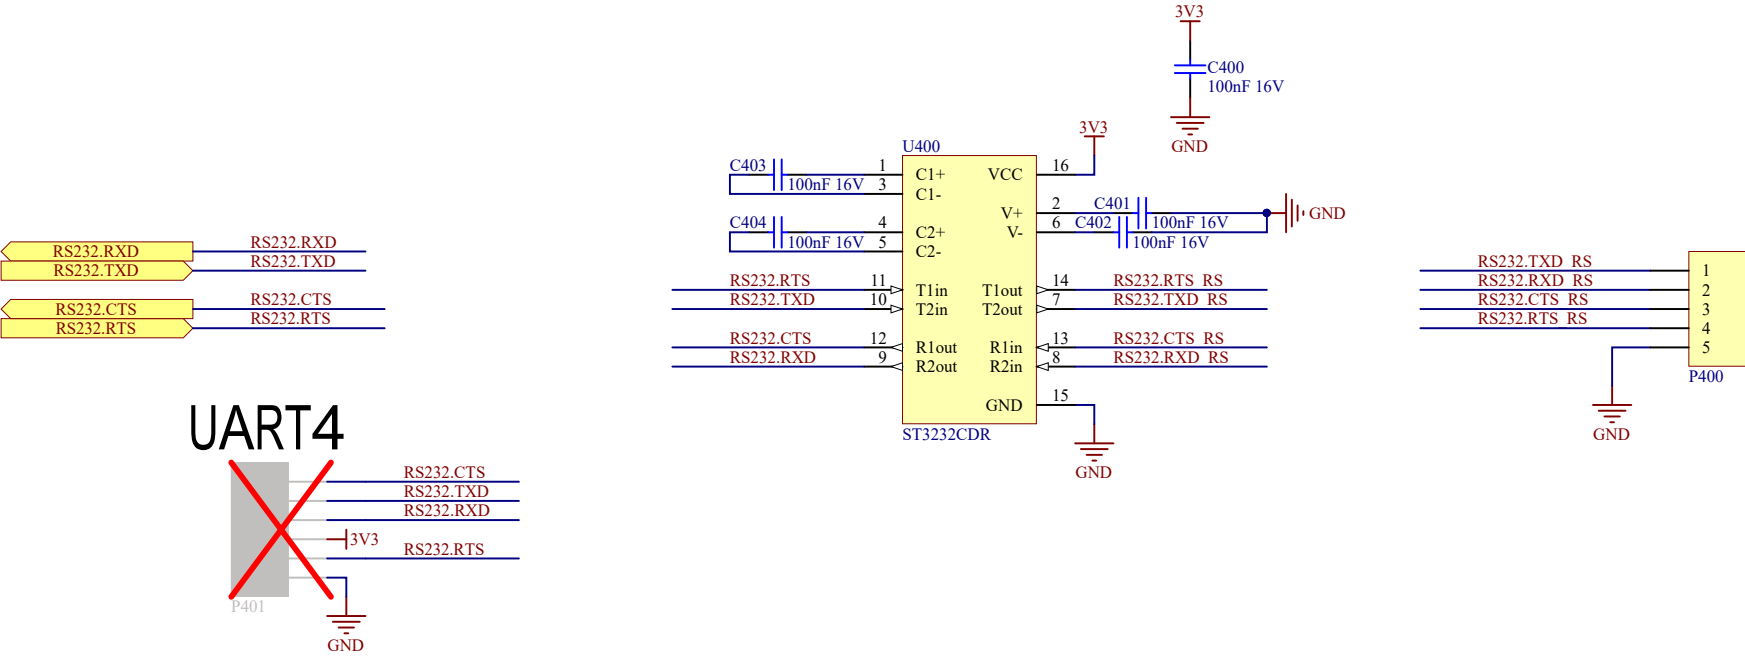 3V3
C400
100nF 16V
GND
3V3
U400
C403
100nF 16V
1
3
C1+
C1-
VCC
16
C404
100nF 16V
4
5
C2+
C2-
V+
V-
2
6
C401
100nF 16V
C402
100nF 16V
GND
RS232.RXD
RS232.RXD
RS232.TXD
RS232.TXD
RS232.CTS
RS232.CTS
RS232.RTS
RS232.RTS
RS232.RTS
11
T1in
T1out
14
RS232.RTS_RS
RS232.TXD
10
T2in
T2out
7
RS232.TXD_RS
RS232.CTS
12
R1out
R1in
13
RS232.CTS_RS
RS232.RXD
9
R2out
R2in
8
RS232.RXD_RS
GND
15
ST3232CDR
GND
RS232.TXD_RS
1
RS232.RXD_RS
2
RS232.CTS_RS
3
RS232.RTS_RS
4
5
P400
GND
UART4
RS232.CTS
RS232.TXD
RS232.RXD
3V3
RS232.RTS
P401
GND